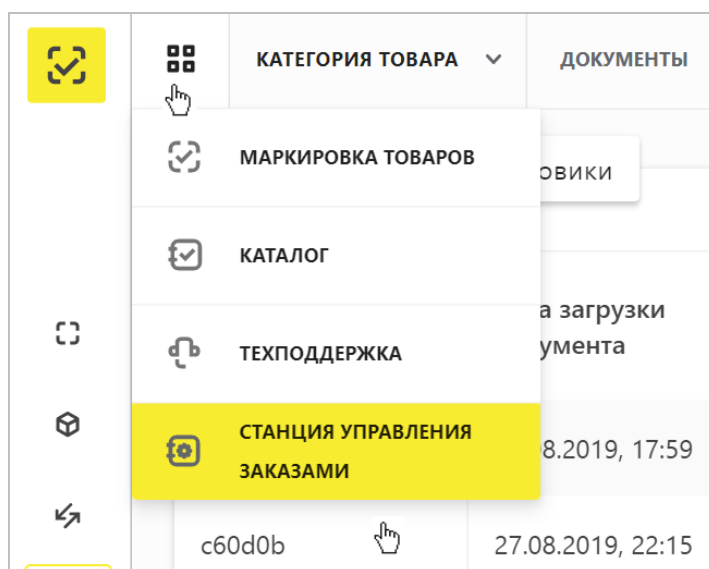 КАТЕГОРИЯ ТОВАРА
ДОКУМЕНТЫ
МАРКИРОВКА ТОВАРОВ
КАТАЛОГ
ТЕХПОДДЕРЖКА
СТАНЦИЯ УПРАВЛЕНИЯ
ЗАКАЗАМИ
ОВИКИ
а загрузки
умента
8.2019, 17:59
c60d0b
27.08.2019, 22:15